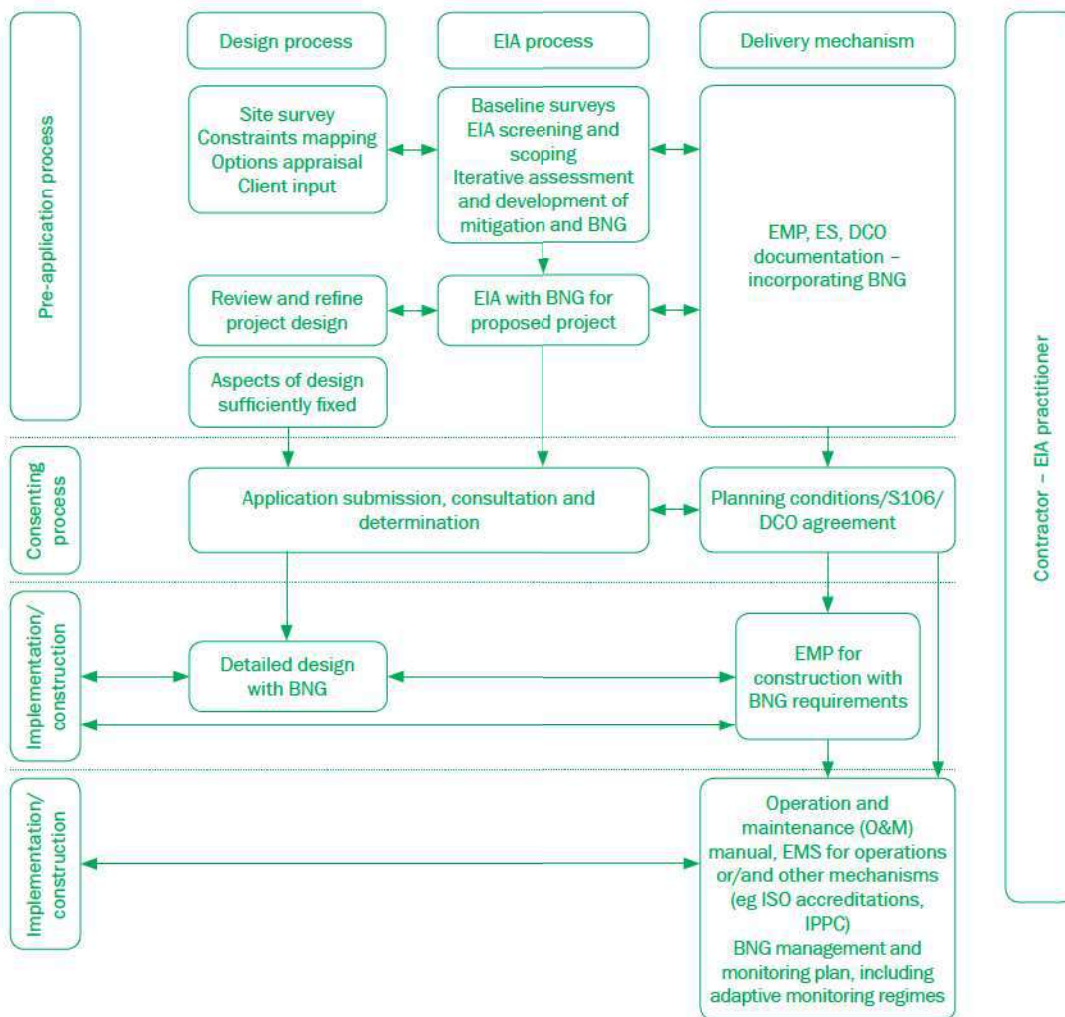 Design process
EIA process
Delivery mechanism
Pre-application process
Site survey
Constraints mapping
Options appraisal
Client input
Baseline surveys
EIA screening and
scoping
Iterative assessment
and development of
mitigation and BNG
EMP, ES, DCO
documentation –
incorporating BNG
Review and refine
project design
EIA with BNG for
proposed project
Aspects of design
sufficiently fixed
Contractor – EIA practitioner
Consenting
process
Application submission, consultation and
determination
Planning conditions/S106/
DCO agreement
Implementation/
construction
Detailed design
with BNG
EMP for
construction with
BNG requirements
Implementation/
construction
Operation and
maintenance (O&M)
manual, EMS for operations
or/and other mechanisms
(eg ISO accreditations,
IPPC)
BNG management and
monitoring plan, including
adaptive monitoring regimes